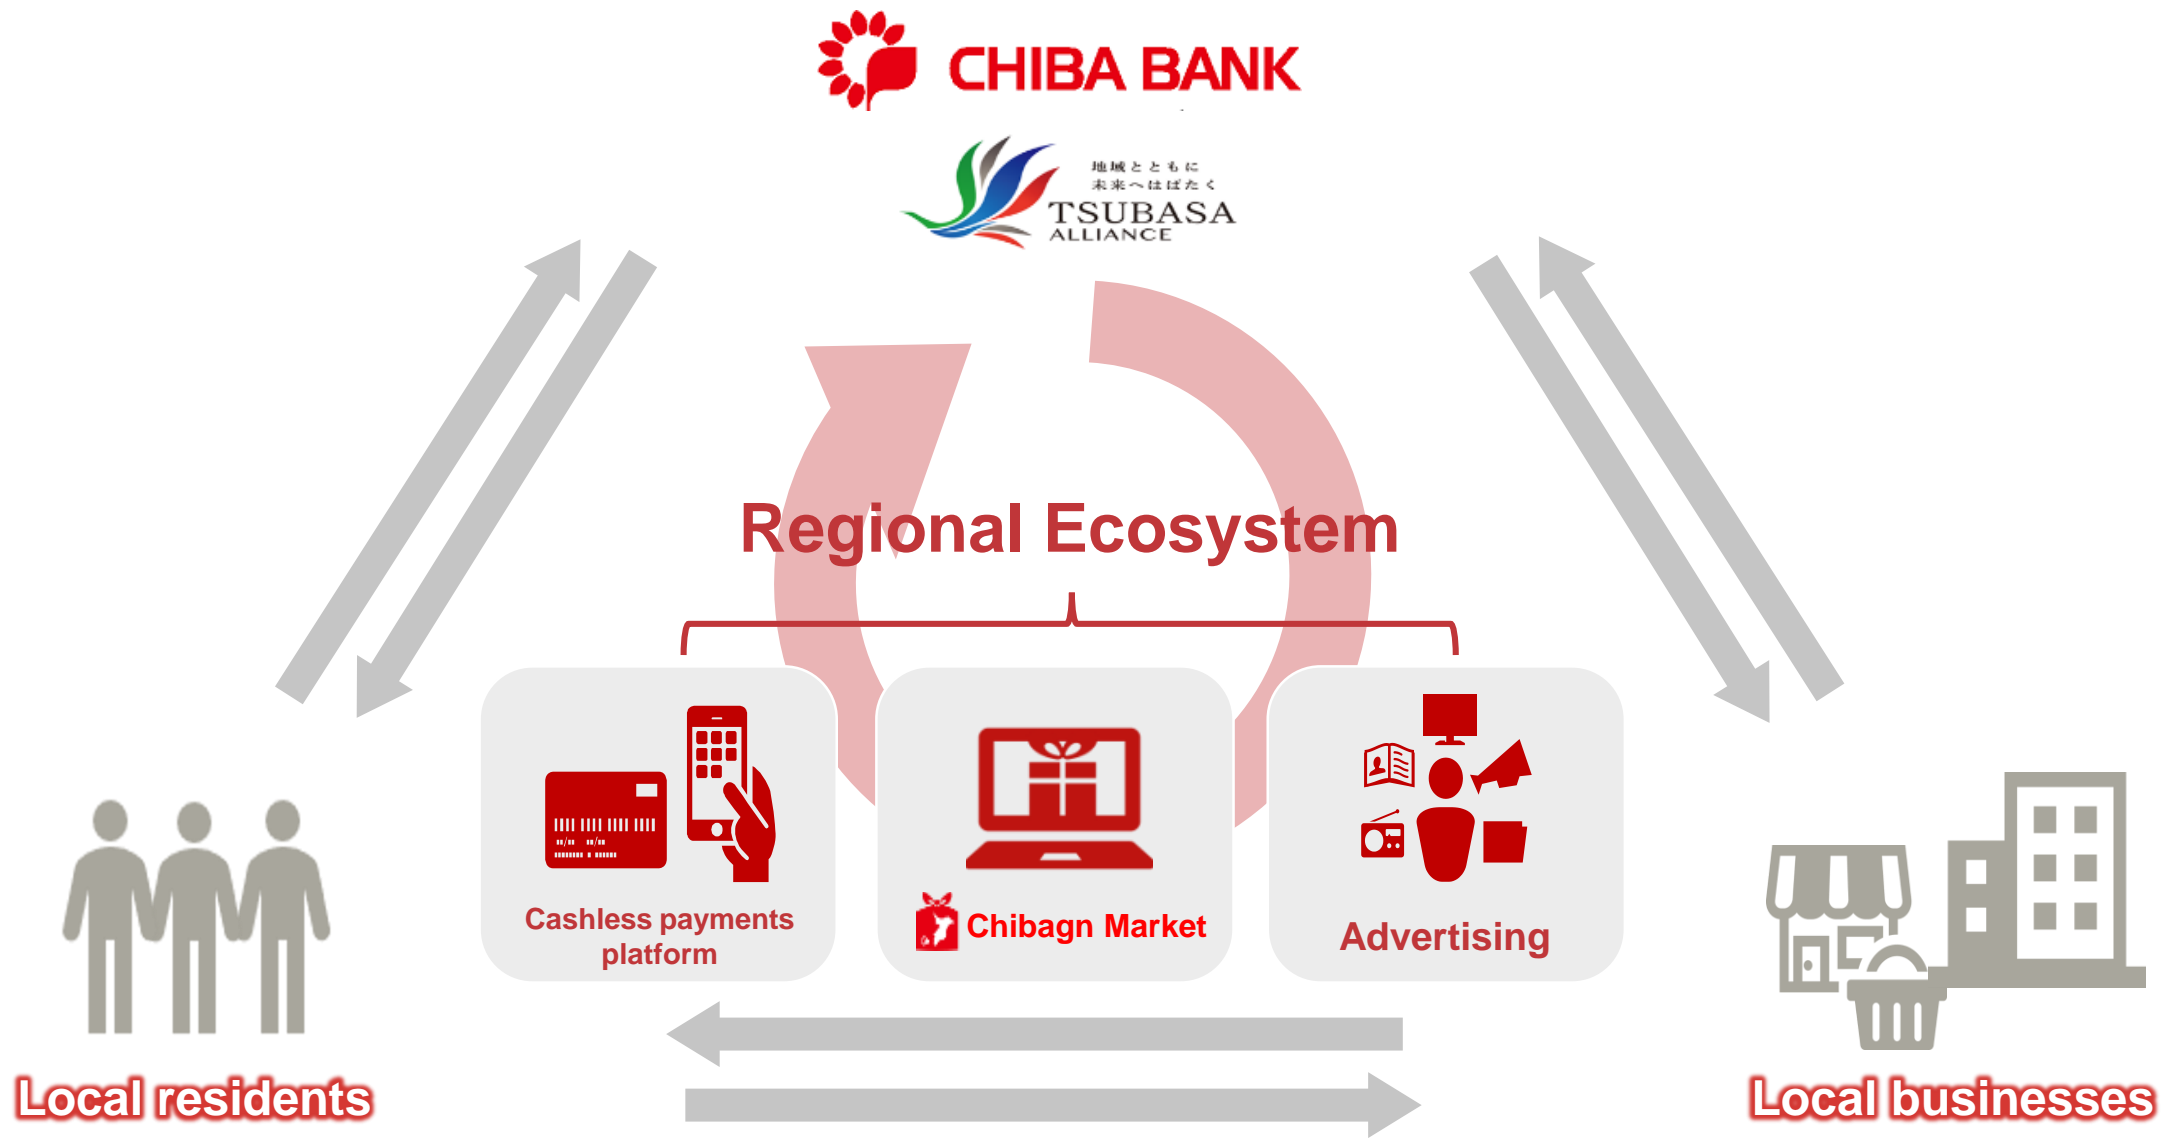 CHIBA BANK
地域とともに
未来へはばたく
TSUBASA
ALLIANCE
Regional Ecosystem
Cashless payments
platform
Chibagn Market
Advertising
Local residents
Local businesses